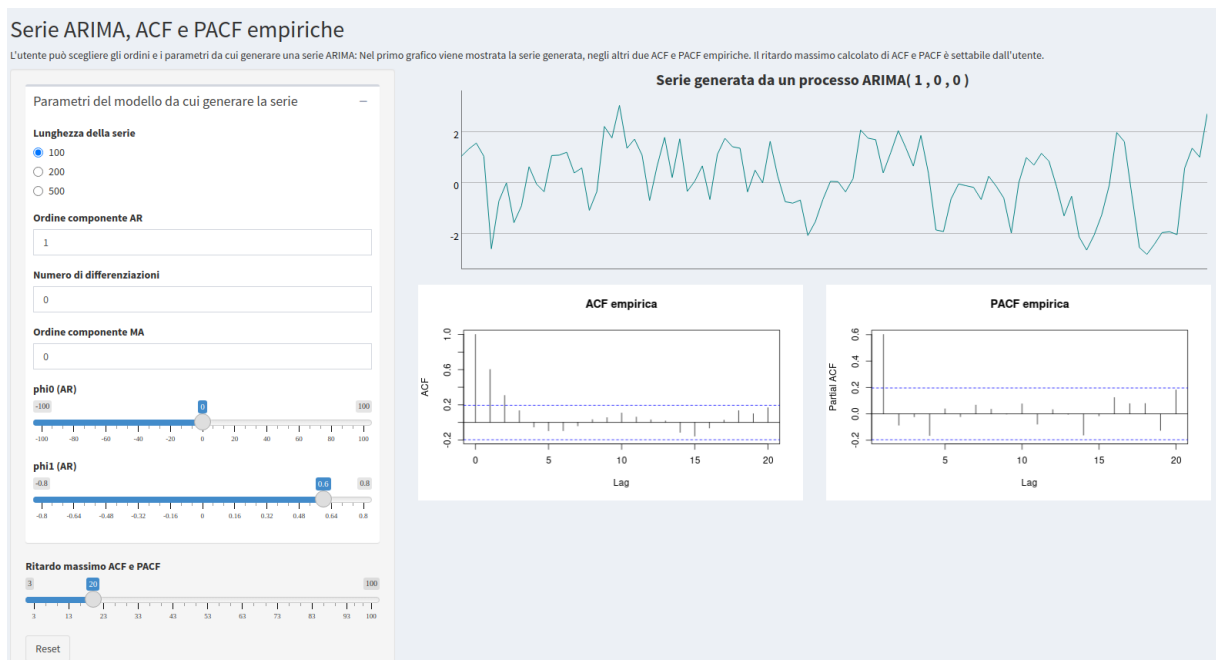 Serie ARIMA, ACF e PACF empiriche
L'utente può scegliere gli ordini e i parametri da cui generare una serie ARIMA: Nel primo grafico viene mostrata la serie generata, negli altri due ACF e PACF empiriche. Il ritardo massimo calcolato di ACF e PACF è settabile dall'utente.
Parametri del modello da cui generare la serie
Lunghezza della serie
100
200
500
Ordine componente AR
1
Numero di differenziazioni
0
Ordine componente MA
0
phi0 (AR)
-100 0 100
-100 -80 -60 -40 -20 0 20 40 60 80 100
phi1 (AR)
-0.8 0.6 0.8
-0.8 -0.64 -0.48 -0.32 -0.16 0 0.16 0.32 0.48 0.64 0.8
Ritardo massimo ACF e PACF
3 20 100
3 13 23 33 43 53 63 73 83 93 100
Reset
Serie generata da un processo ARIMA( 1 , 0 , 0 )
2
0
-2
ACF empirica
ACF
1.0
0.6
0.2
-0.2
0 5 10 15 20
Lag
PACF empirica
Partial ACF
0.6
0.4
0.2
0.0
-0.2
5 10 15 20
Lag